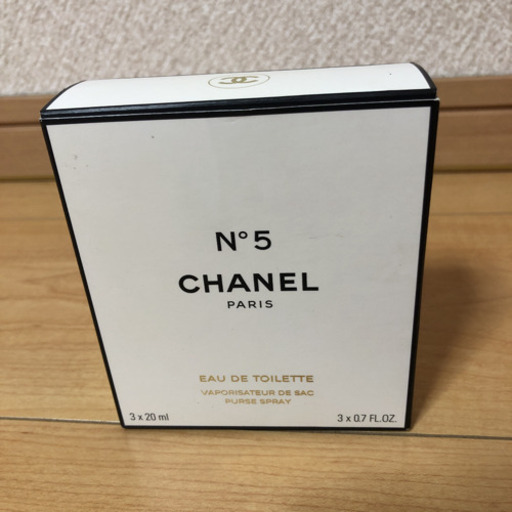 N°5
CHANEL
PARIS
EAU DE TOILETTE
VAPORISATEUR DE SAC
PURSE SPRAY
3 x 20 ml
3 x 0.7 FL.OZ.